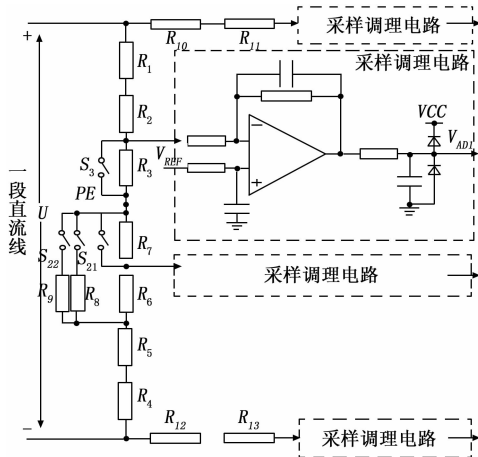 +
R10
R11
采样调理电路
采样调理电路
R1
R2
VCC
VREF
VAD1
S3
R3
PE
一段直流线
U
−
+
R7
S22
S21
采样调理电路
R9
R8
R6
R5
R4
R12
R13
−
采样调理电路